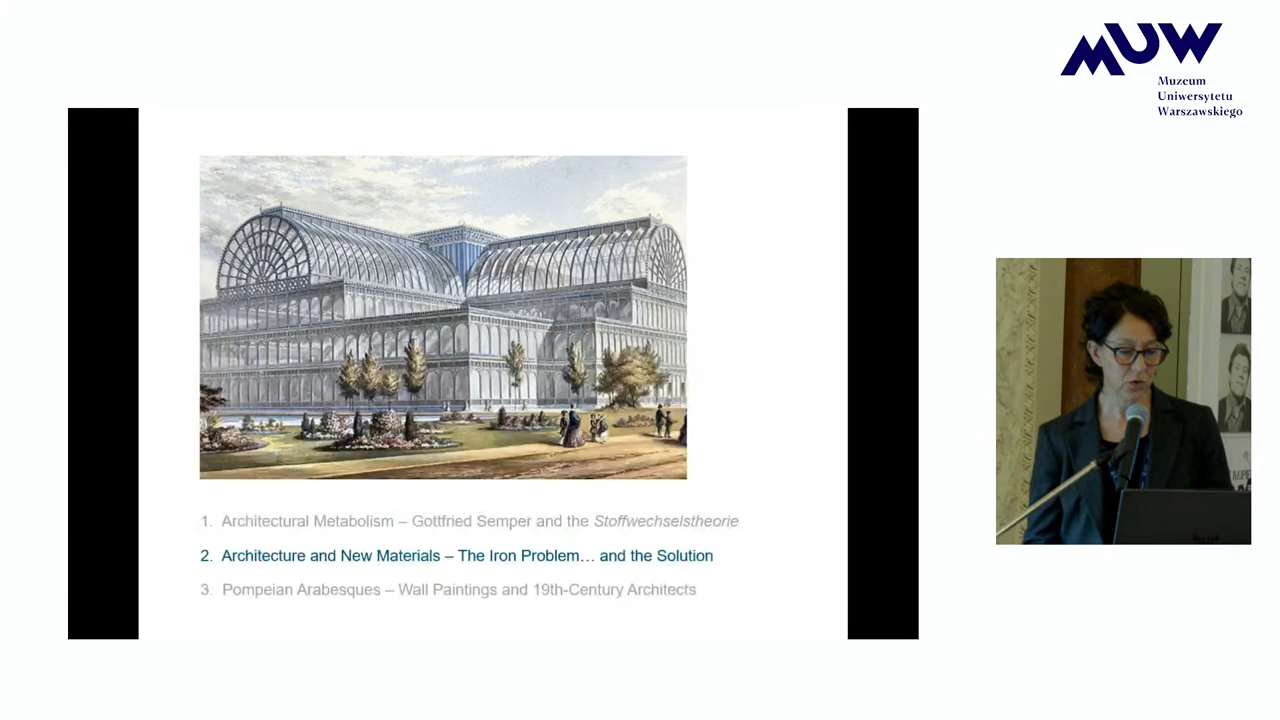 MUW
Muzeum
Uniwersytetu
Warszawskiego
1. Architectural Metabolism – Gottfried Semper and the Stoffwechselstheorie
2. Architecture and New Materials – The Iron Problem... and the Solution
3. Pompeian Arabesques – Wall Paintings and 19th-Century Architects